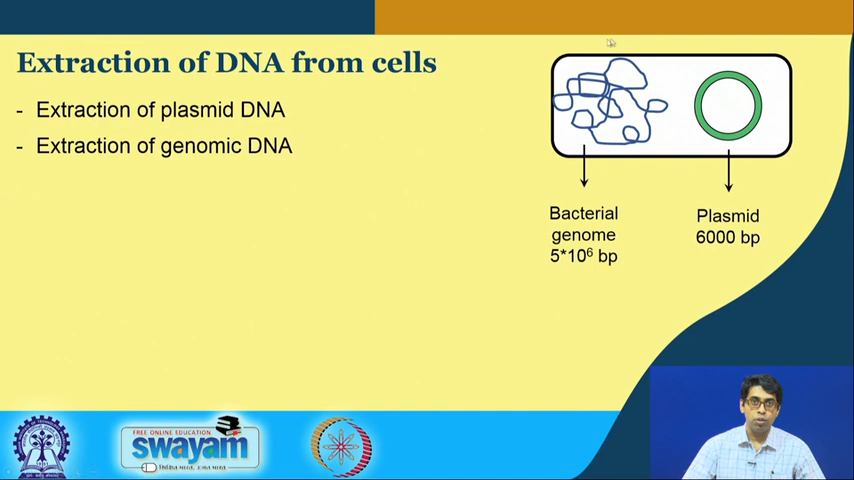 Extraction of DNA from cells
- Extraction of plasmid DNA
- Extraction of genomic DNA
Bacterial
genome
5*10⁶ bp
Plasmid
6000 bp
FREE ONLINE EDUCATION
swayam